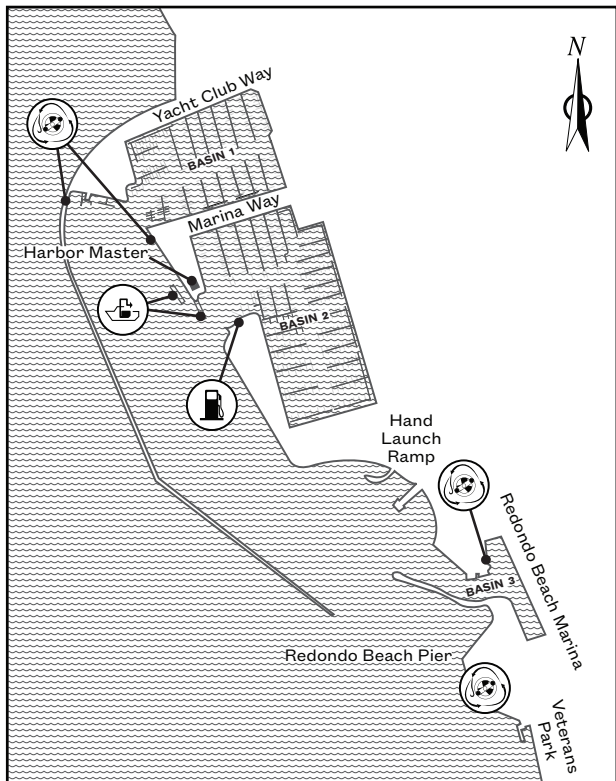 N
Yacht Club Way
BASIN 1
Marina Way
Harbor Master
BASIN 2
Hand
Launch
Ramp
Redondo Beach Marina
BASIN 3
Redondo Beach Pier
Veterans
Park